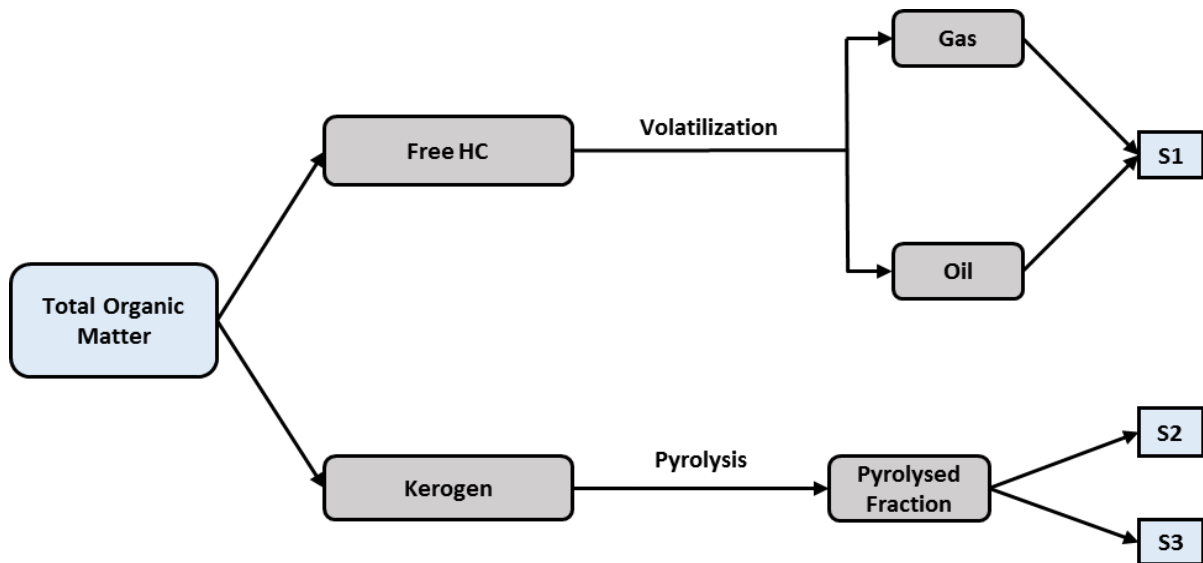 Gas
Volatilization
Free HC
S1
Oil
Total Organic
Matter
S2
Pyrolysis
Kerogen
Pyrolysed
Fraction
S3